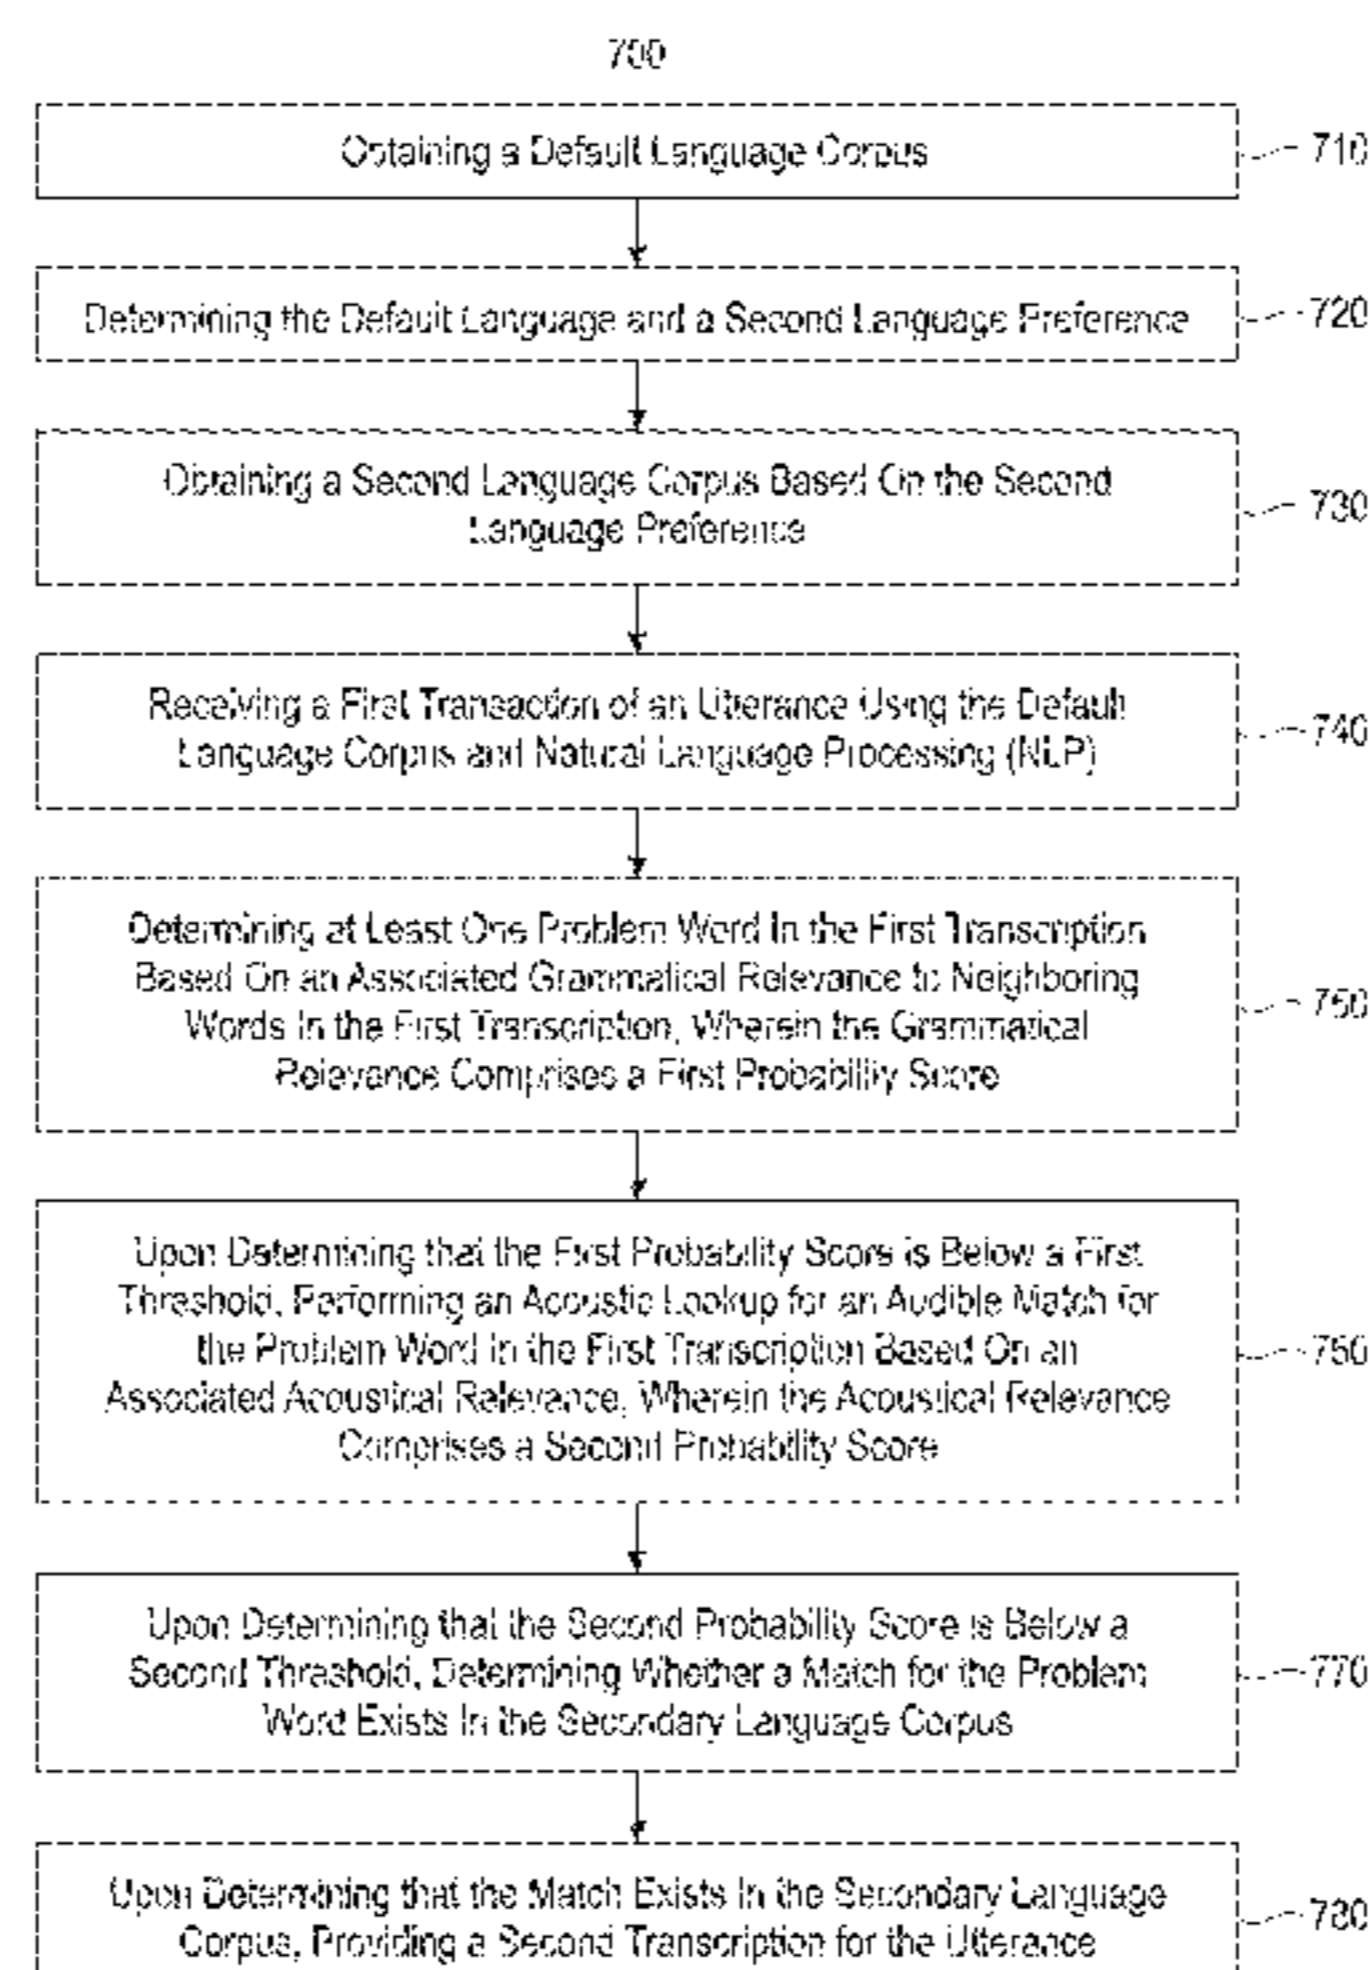 700
Obtaining a Default Language Corpus
710
Determining the Default Language and a Second Language Preference
720
Obtaining a Second Language Corpus Based On the Second
Language Preference
730
Receiving a First Transaction of an Utterance Using the Default
Language Corpus and Natural Language Processing (NLP)
740
Determining at Least One Problem Word In the First Transcription
Based On an Associated Grammatical Relevance to Neighboring
Words In the First Transcription, Wherein the Grammatical
Relevance Comprises a First Probability Score
750
Upon Determining that the First Probability Score is Below a First
Threshold, Performing an Acoustic Lookup for an Audible Match for
the Problem Word In the First Transcription Based On an
Associated Acoustical Relevance, Wherein the Acoustical Relevance
Comprises a Second Probability Score
760
Upon Determining that the Second Probability Score is Below a
Second Threshold, Determining Whether a Match for the Problem
Word Exists In the Secondary Language Corpus
770
Upon Determining that the Match Exists In the Secondary Language
Corpus, Providing a Second Transcription for the Utterance
780